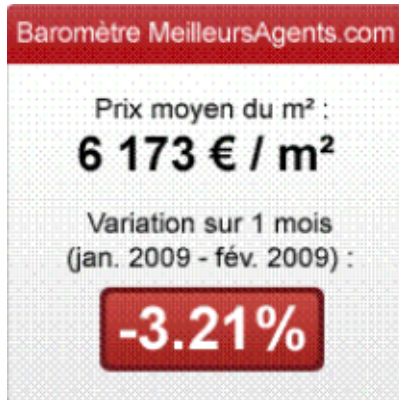 Baromètre MeilleursAgents.com
Prix moyen du m² :
6 173 € / m²
Variation sur 1 mois
(jan. 2009 - fév. 2009) :
-3.21%